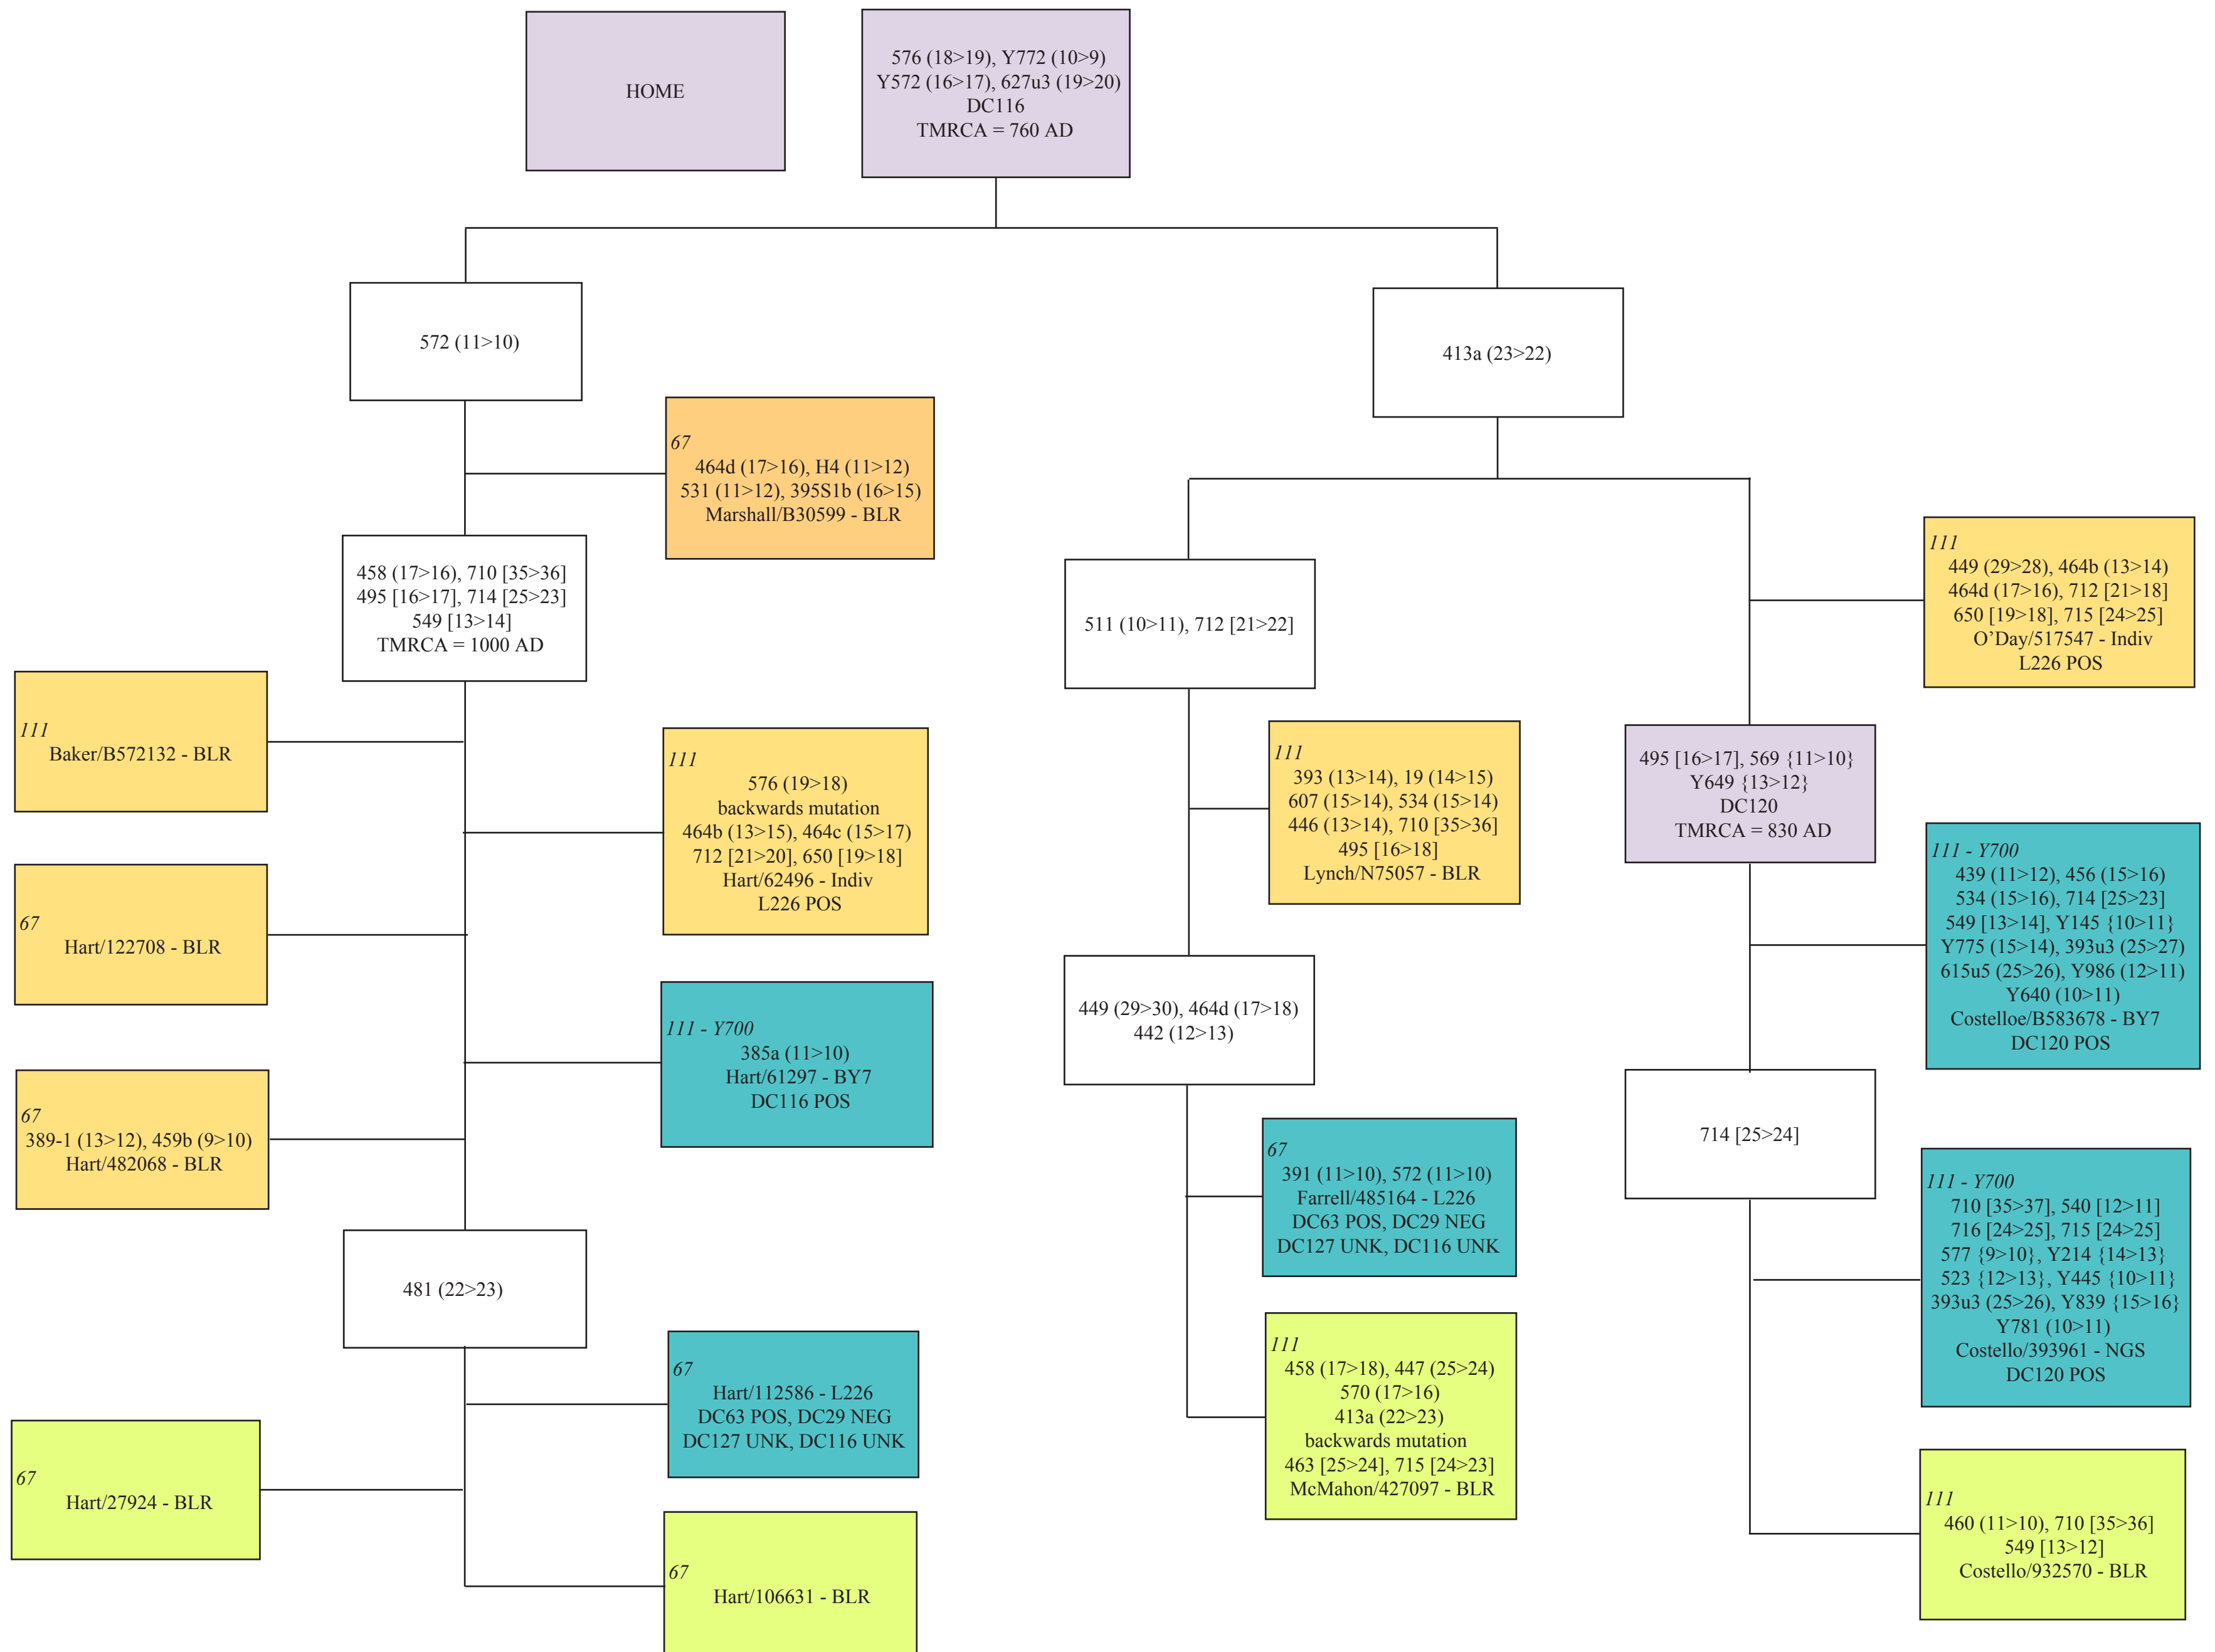 HOME
576 (18>19), Y772 (10>9)
Y572 (16>17), 627u3 (19>20)
DC116
TMRCA = 760 AD
572 (11>10)
413a (23>22)
67
464d (17>16), H4 (11>12)
531 (11>12), 395S1b (16>15)
Marshall/B30599 - BLR
458 (17>16), 710 [35>36]
495 [16>17], 714 [25>23]
549 [13>14]
TMRCA = 1000 AD
111
Baker/B572132 - BLR
111
576 (19>18)
backwards mutation
464b (13>15), 464c (15>17)
712 [21>20], 650 [19>18]
Hart/62496 - Indiv
L226 POS
67
Hart/122708 - BLR
111 - Y700
385a (11>10)
Hart/61297 - BY7
DC116 POS
67
389-1 (13>12), 459b (9>10)
Hart/482068 - BLR
481 (22>23)
67
Hart/112586 - L226
DC63 POS, DC29 NEG
DC127 UNK, DC116 UNK
67
Hart/27924 - BLR
67
Hart/106631 - BLR
511 (10>11), 712 [21>22]
111
393 (13>14), 19 (14>15)
607 (15>14), 534 (15>14)
446 (13>14), 710 [35>36]
495 [16>18]
Lynch/N75057 - BLR
449 (29>30), 464d (17>18)
442 (12>13)
67
391 (11>10), 572 (11>10)
Farrell/485164 - L226
DC63 POS, DC29 NEG
DC127 UNK, DC116 UNK
111
458 (17>18), 447 (25>24)
570 (17>16)
413a (22>23)
backwards mutation
463 [25>24], 715 [24>23]
McMahon/427097 - BLR
111
449 (29>28), 464b (13>14)
464d (17>16), 712 [21>18]
650 [19>18], 715 [24>25]
O’Day/517547 - Indiv
L226 POS
495 [16>17], 569 {11>10}
Y649 {13>12}
DC120
TMRCA = 830 AD
111 - Y700
439 (11>12), 456 (15>16)
534 (15>16), 714 [25>23]
549 [13>14], Y145 {10>11}
Y775 (15>14), 393u3 (25>27)
615u5 (25>26), Y986 (12>11)
Y640 (10>11)
Costelloe/B583678 - BY7
DC120 POS
714 [25>24]
111 - Y700
710 [35>37], 540 [12>11]
716 [24>25], 715 [24>25]
577 {9>10}, Y214 {14>13}
523 {12>13}, Y445 {10>11}
393u3 (25>26), Y839 {15>16}
Y781 (10>11)
Costello/393961 - NGS
DC120 POS
111
460 (11>10), 710 [35>36]
549 [13>12]
Costello/932570 - BLR